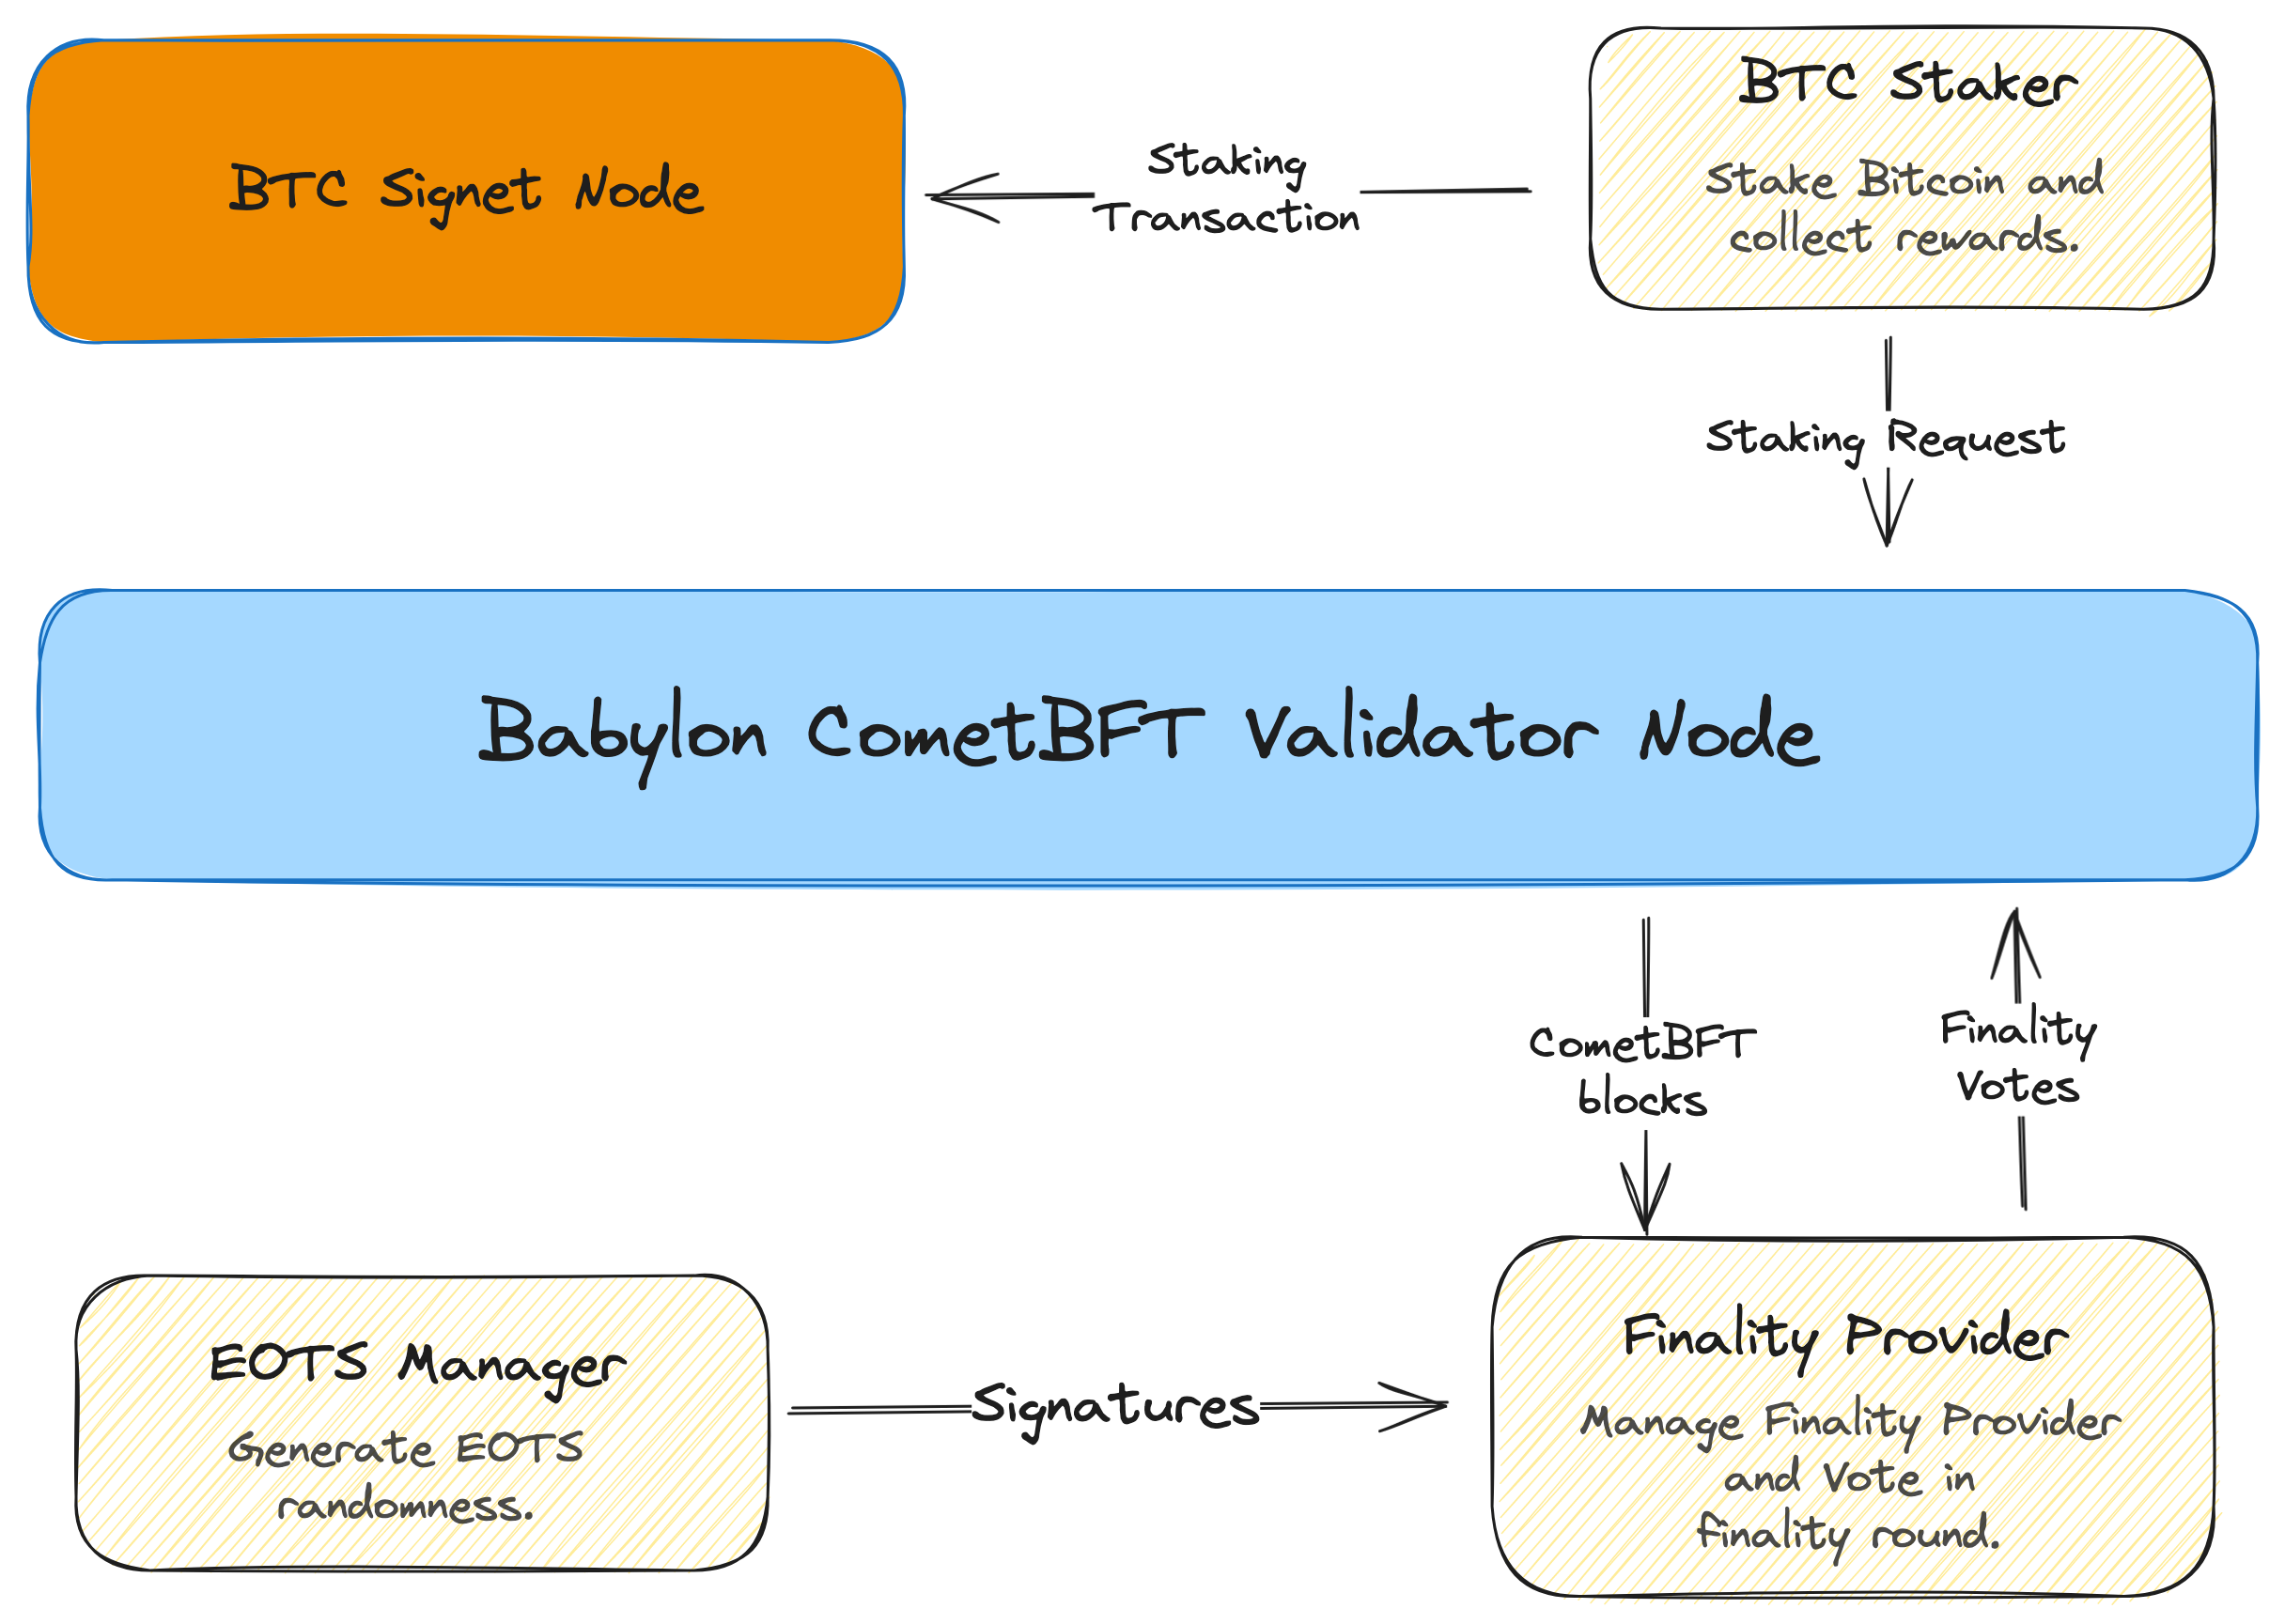 BTC Signet Node
Staking
Transaction
BTC Staker
Stake Bitcoin and
collect rewards.
Staking Request
Babylon CometBFT Validator Node
CometBFT
blocks
Finality
Votes
EOTS Manager
Generate EOTS
randomness.
Signatures
Finality Provider
Manage Finality Provider
and Vote in
finality round.